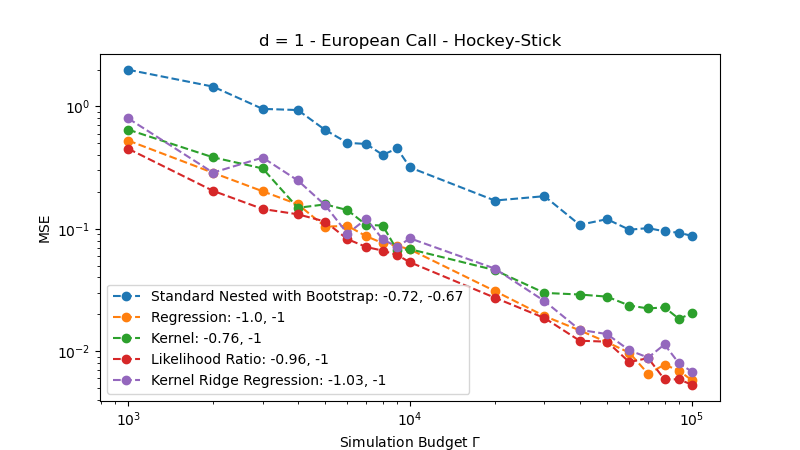 d = 1 - European Call - Hockey-Stick
MSE
10⁰
10⁻¹
10⁻²
Standard Nested with Bootstrap: -0.72, -0.67
Regression: -1.0, -1
Kernel: -0.76, -1
Likelihood Ratio: -0.96, -1
Kernel Ridge Regression: -1.03, -1
10³ 10⁴ 10⁵
Simulation Budget Γ